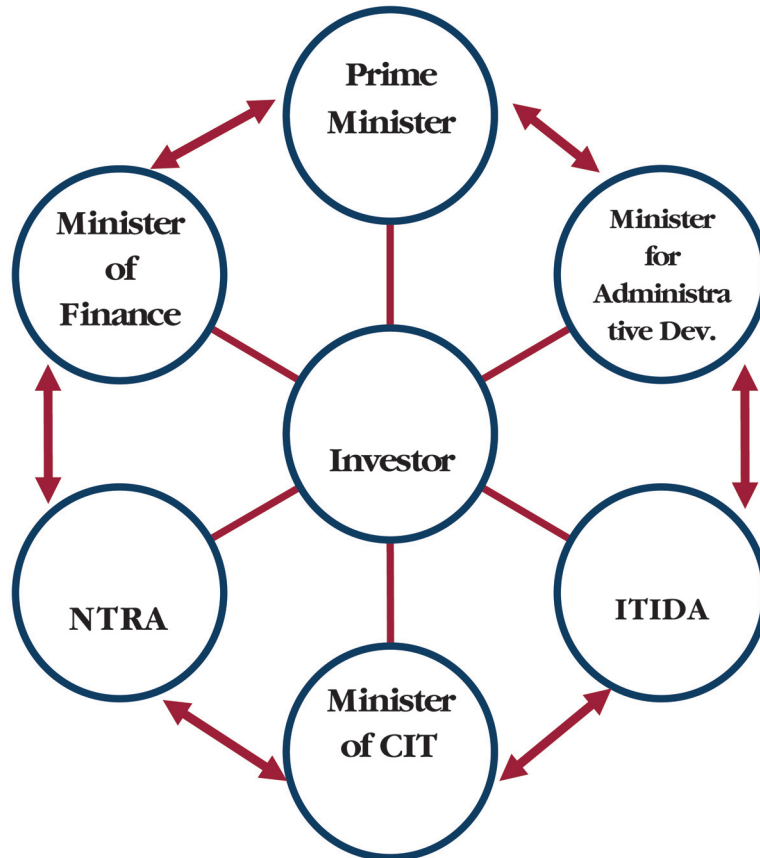 Prime
Minister
Minister
of
Finance
Minister
for
Administra
tive Dev.
Investor
NTRA
ITIDA
Minister
of CIT